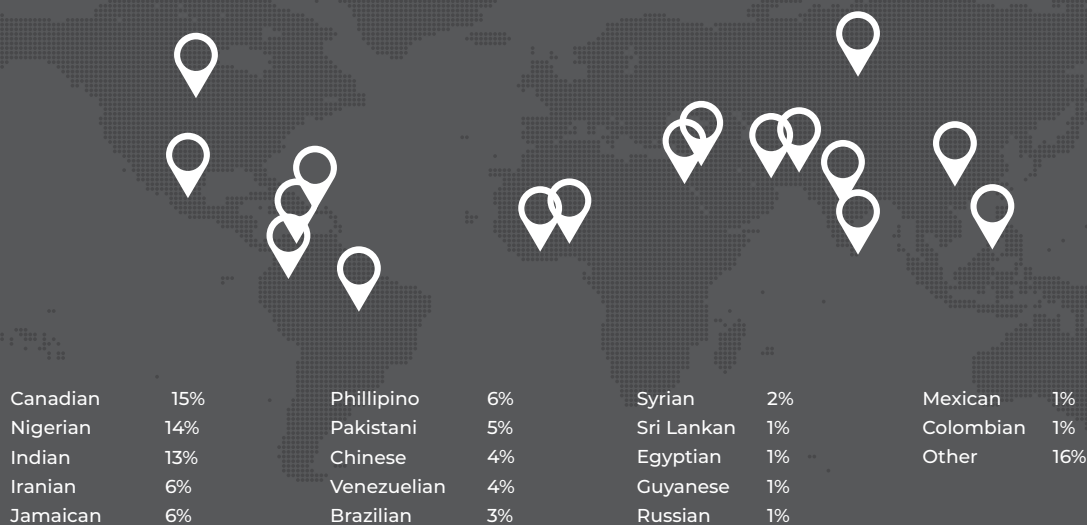 Canadian 15%
Nigerian 14%
Indian 13%
Iranian 6%
Jamaican 6%
Phillipino 6%
Pakistani 5%
Chinese 4%
Venezuelian 4%
Brazilian 3%
Syrian 2%
Sri Lankan 1%
Egyptian 1%
Guyanese 1%
Russian 1%
Mexican 1%
Colombian 1%
Other 16%